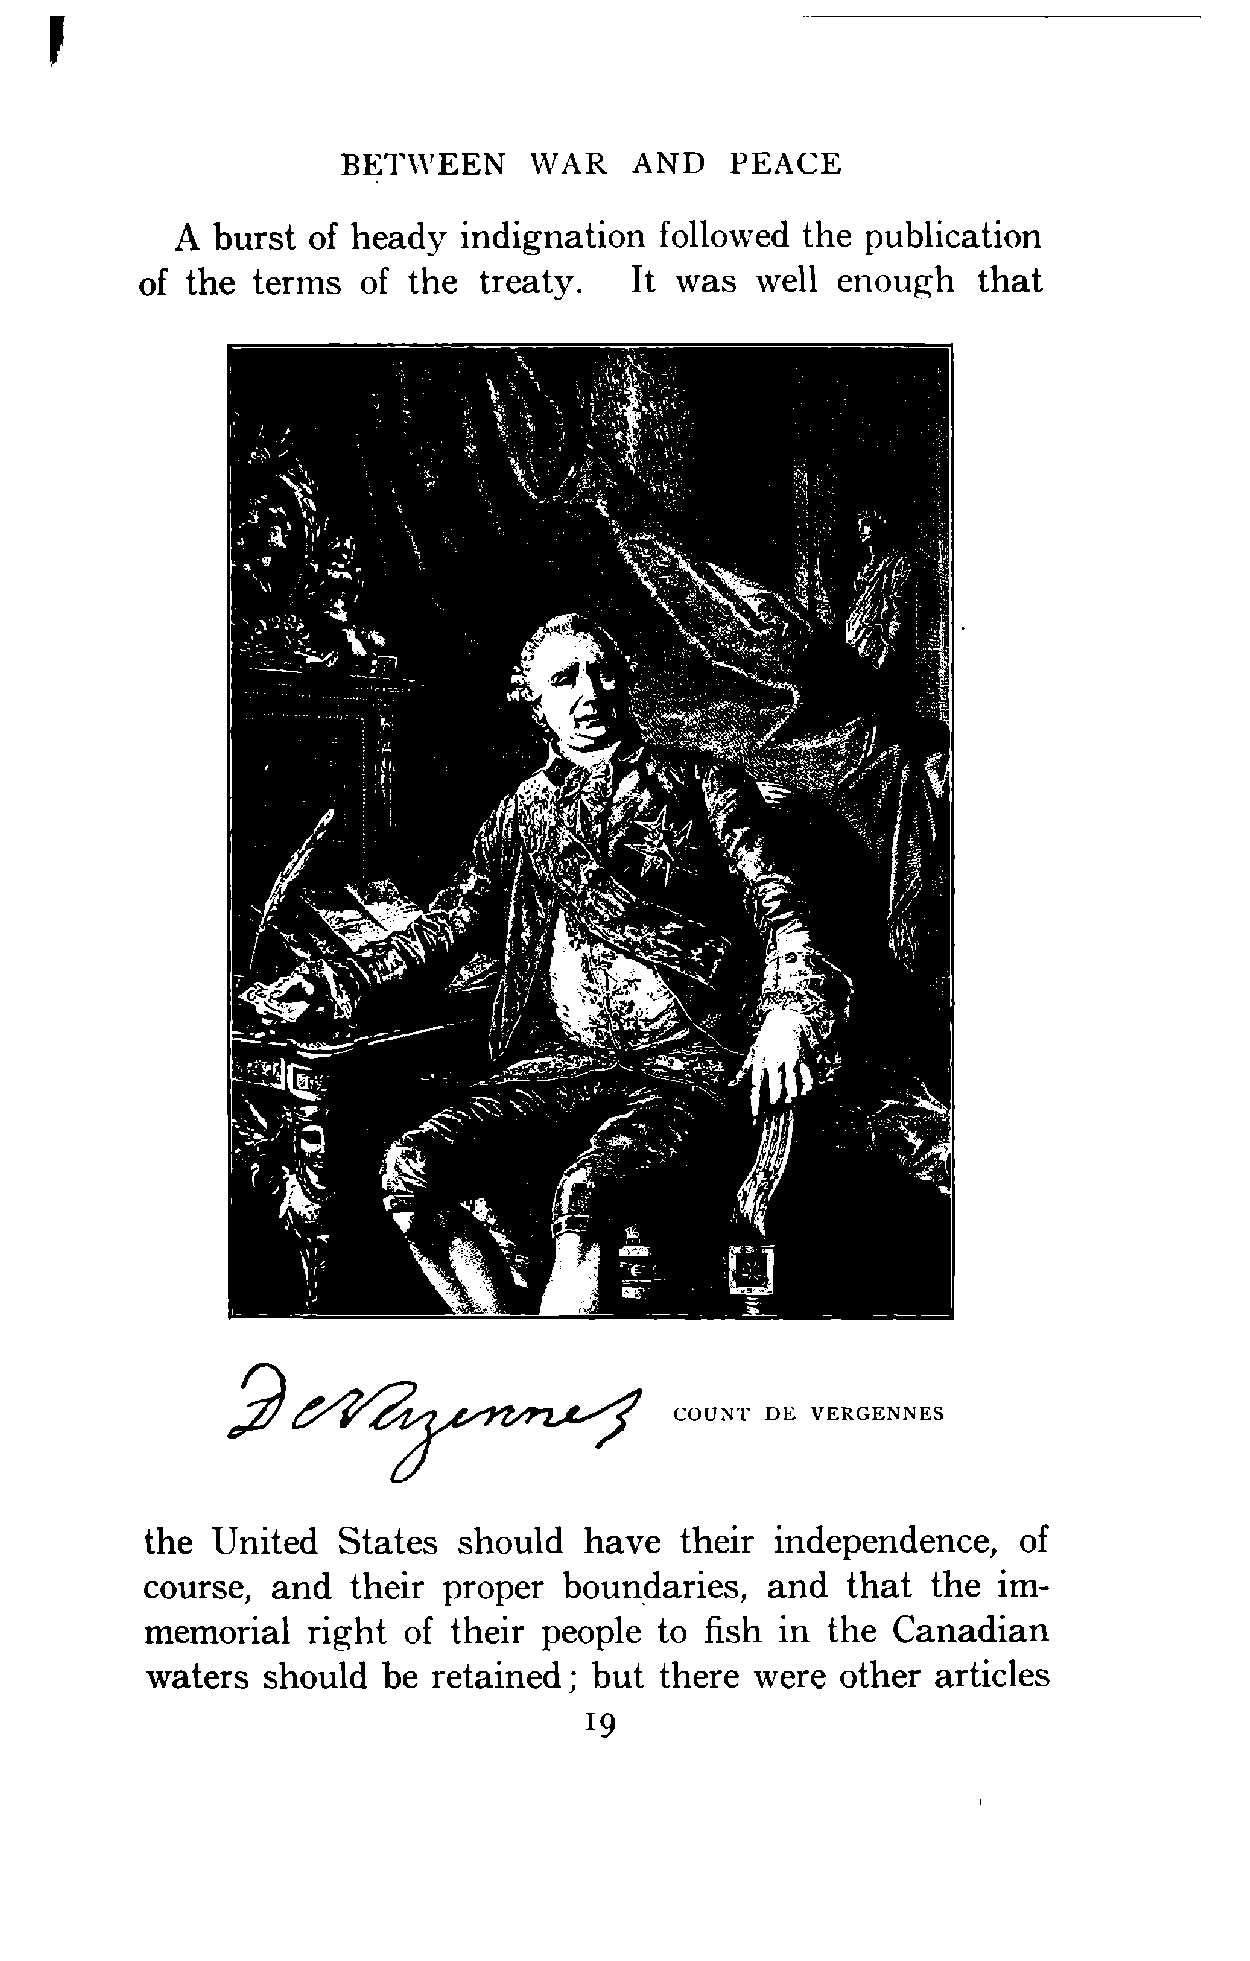 BETWEEN WAR AND PEACE
A burst of heady indignation followed the publication
of the terms of the treaty. It was well enough that
De Vergennes
COUNT DE VERGENNES
the United States should have their independence, of
course, and their proper boundaries, and that the im-
memorial right of their people to fish in the Canadian
waters should be retained; but there were other articles
19